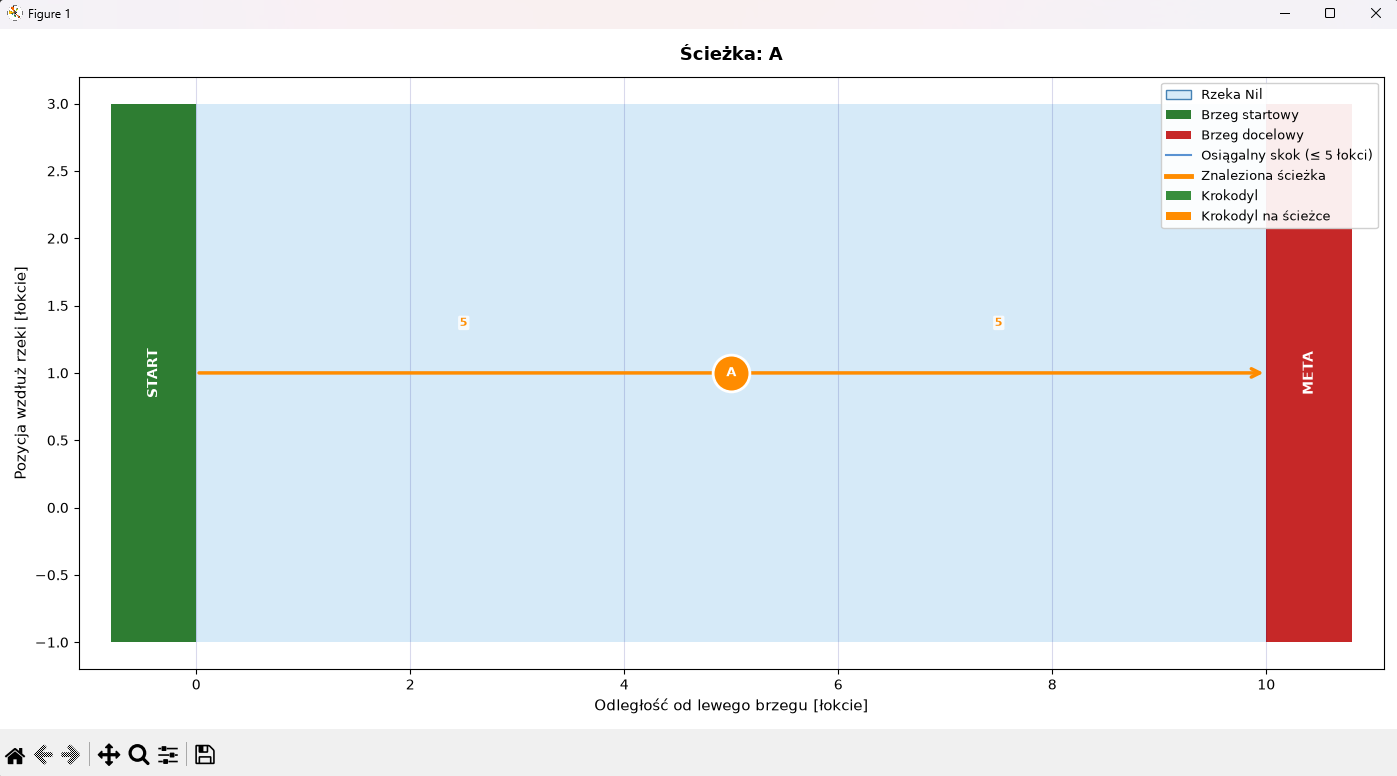 Figure 1
Ścieżka: A
Rzeka Nil
Brzeg startowy
Brzeg docelowy
Osiągalny skok (≤ 5 łokci)
Znaleziona ścieżka
Krokodyl
Krokodyl na ścieżce
Pozycja wzdłuż rzeki [łokcie]
3.0
2.5
2.0
1.5
1.0
0.5
0.0
−0.5
−1.0
START
5
A
5
META
0
2
4
6
8
10
Odległość od lewego brzegu [łokcie]